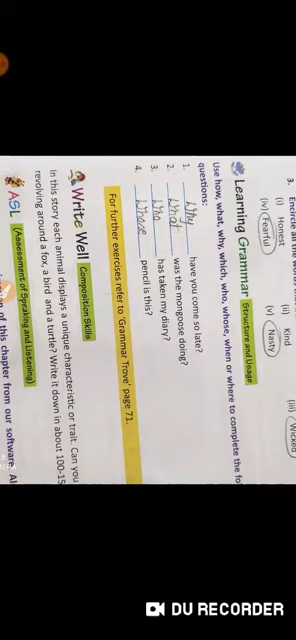 3. Encircle all the words
(i) Honest (ii) Kind (iii) Wicked
(iv) Fearful (v) Nasty
Learning Grammar Structure and Usage
Use how, what, why, which, who, whose, when or where to complete the fo
questions:
1. Why have you come so late?
2. What was the mongoose doing?
3. Who has taken my diary?
4. Whose pencil is this?
For further exercises refer to 'Grammar Trove' page 71.
Write Well Composition Skills
In this story each animal displays a unique characteristic or trait. Can you
revolving around a fox, a bird and a turtle? Write it down in about 100-15
ASL (Assessment of Speaking and Listening)
of this chapter from our software.
DU RECORDER